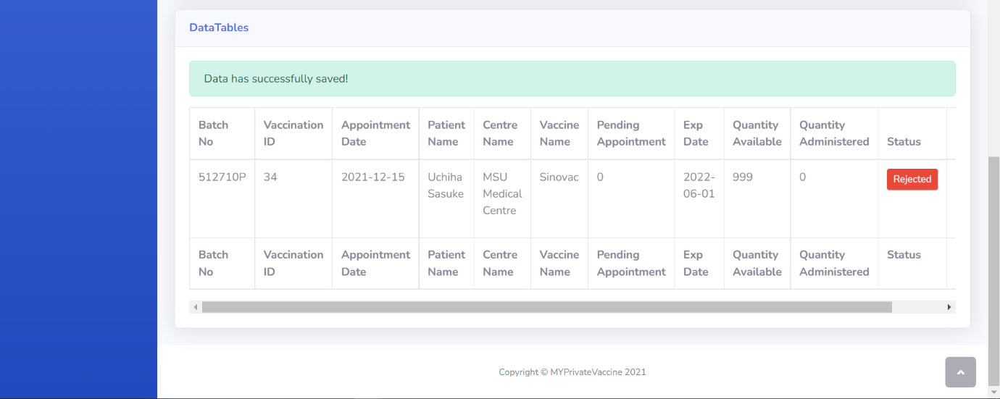 DataTables
Data has successfully saved!
Batch No Vaccination ID Appointment Date Patient Name Centre Name Vaccine Name Pending Appointment Exp Date Quantity Available Quantity Administered Status
512710P 34 2021-12-15 Uchiha Sasuke MSU Medical Centre Sinovac 0 2022-06-01 999 0 Rejected
Batch No Vaccination ID Appointment Date Patient Name Centre Name Vaccine Name Pending Appointment Exp Date Quantity Available Quantity Administered Status
Copyright © MYPrivateVaccine 2021